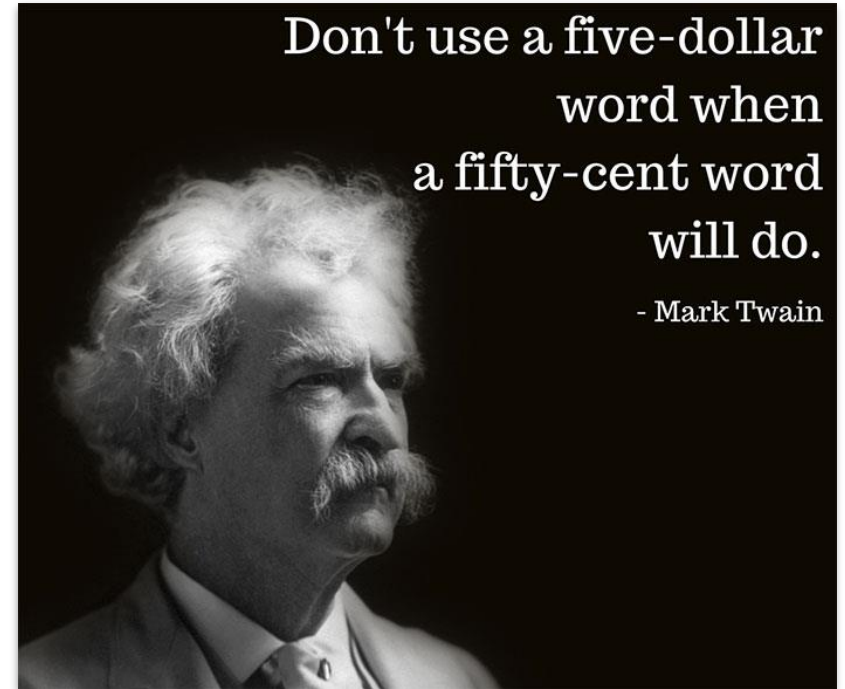 Don't use a five-dollar
word when
a fifty-cent word
will do.
- Mark Twain